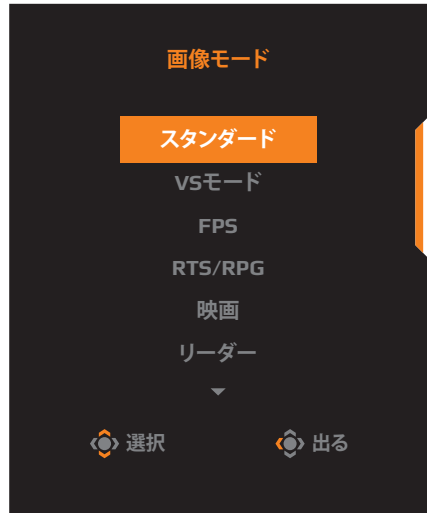 画像モード
スタンダード
VSモード
FPS
RTS/RPG
映画
リーダー
選択 出る